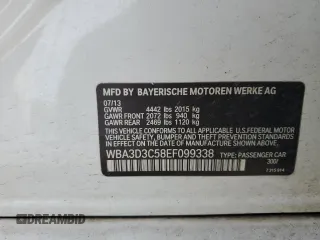 MFD BY BAYERISCHE MOTOREN WERKE AG
07/13
GVWR 4442 lbs 2015 kg
GAWR FRONT 2072 lbs 940 kg
GAWR REAR 2469 lbs 1120 kg
THIS VEHICLE CONFORMS TO ALL APPLICABLE
FEDERAL MOTOR VEHICLE SAFETY,
BUMPER, AND THEFT PREVENTION STANDARDS
IN EFFECT ON THE DATE OF
MANUFACTURE SHOWN ABOVE.
WBA3D3C58EF099338 TYPE: PASSENGER CAR
DREAMBID
AUTOBIDMASTER